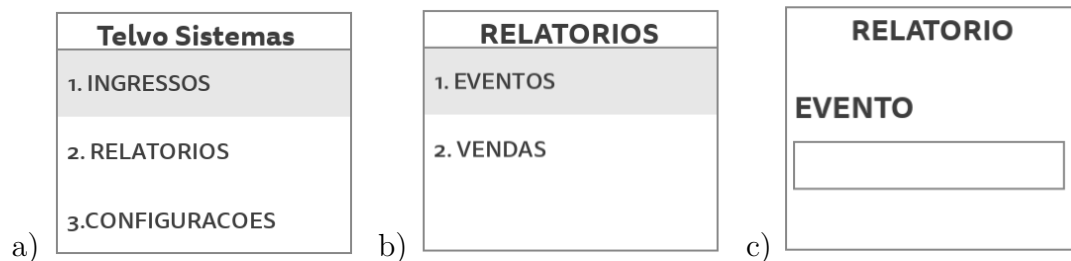 a)
Telvo Sistemas
1. INGRESSOS
2. RELATORIOS
3.CONFIGURACOES
b)
RELATORIOS
1. EVENTOS
2. VENDAS
c)
RELATORIO
EVENTO